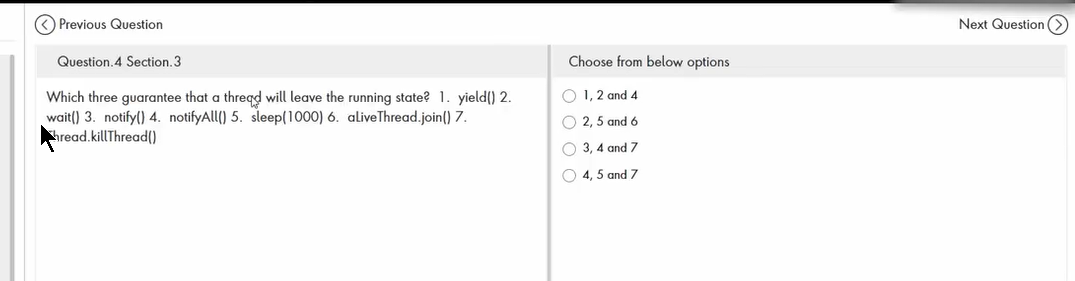 Previous Question
Next Question
Question.4 Section.3
Choose from below options
Which three guarantee that a thread will leave the running state?  1.  yield() 2.
wait() 3.  notify() 4.  notifyAll() 5.  sleep(1000) 6.  aLiveThread.join() 7.
Thread.killThread()
1, 2 and 4
2, 5 and 6
3, 4 and 7
4, 5 and 7